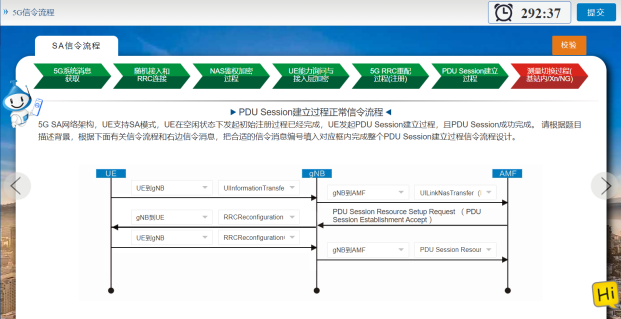 5G信令流程
292:37
提交
SA信令流程
校验
5G系统消息
获取
随机接入和
RRC连接
NAS鉴权加密
过程
UE能力询问与
接入层加密
5G RRC重配
过程(注册)
PDU Session建立
过程
测量切换过程(
基站内/Xn/NG)
PDU Session建立过程正常信令流程
5G SA网络架构，UE支持SA模式，UE在空闲状态下发起初始注册过程已经完成，UE发起PDU Session建立过程，且PDU Session成功完成。 请根据题目
描述背景，根据下面有关信令流程和右边信令消息，把合适的信令消息编号填入对应框内完成整个PDU Session建立过程信令流程设计。
UE
gNB
AMF
UE到gNB
UlInformationTransfe
gNB到AMF
UILinkNasTransfer
gNB到UE
RRCReconfiguration
PDU Session Resource Setup Request （ PDU
Session Establishment Accept ）
UE到gNB
RRCReconfiguration
gNB到AMF
PDU Session Resour
Hi